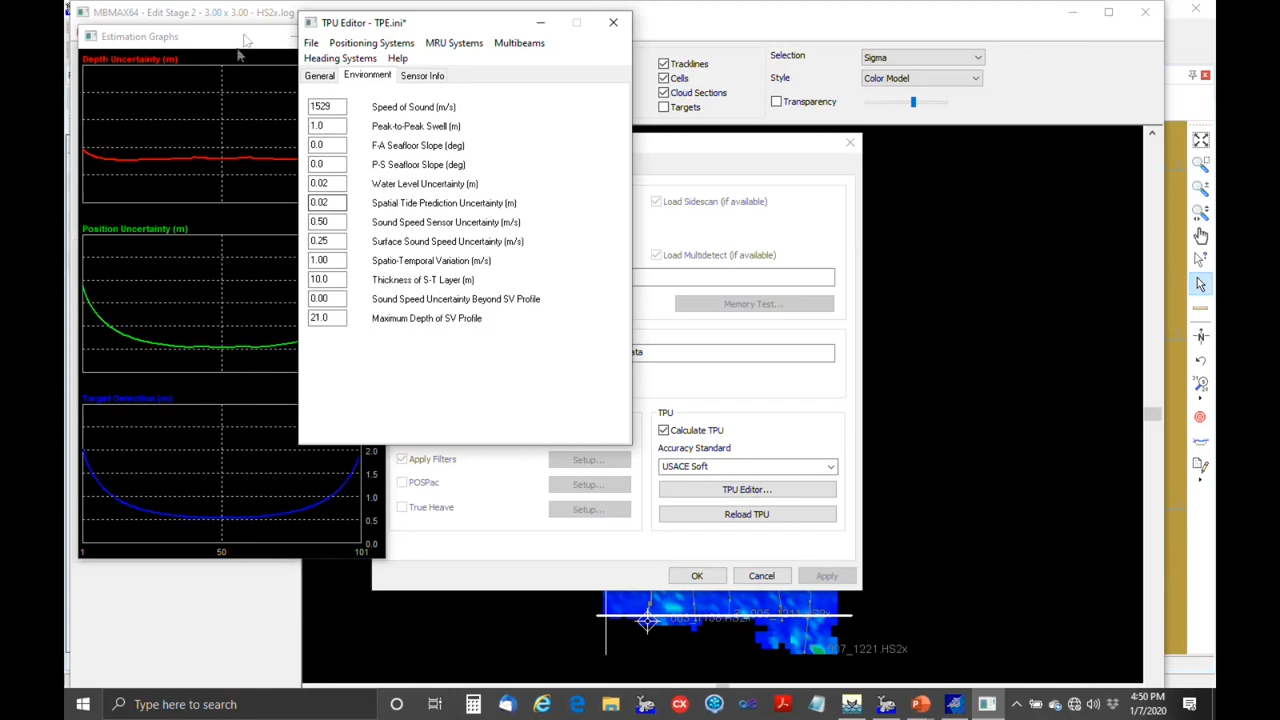 MBMAX64 - Edit Stage 2 - 3.00 x 3.00 - HS2x.log
Estimation Graphs
Depth Uncertainty (m)
Position Uncertainty (m)
Target Detection (m)
2.0
1.5
1.0
0.5
0.0
1
50
101
TPU Editor - TPE.ini*
File
Positioning Systems
MRU Systems
Multibeams
Heading Systems
Help
General
Environment
Sensor Info
1529 Speed of Sound (m/s)
1.0 Peak-to-Peak Swell (m)
0.0 F-A Seafloor Slope (deg)
0.0 P-S Seafloor Slope (deg)
0.02 Water Level Uncertainty (m)
0.02 Spatial Tide Prediction Uncertainty (m)
0.50 Sound Speed Sensor Uncertainty (m/s)
0.25 Surface Sound Speed Uncertainty (m/s)
1.00 Spatio-Temporal Variation (m/s)
10.0 Thickness of S-T Layer (m)
0.00 Sound Speed Uncertainty Beyond SV Profile
21.0 Maximum Depth of SV Profile
Tracklines
Cells
Cloud Sections
Targets
Selection
Sigma
Style
Color Model
Transparency
Load Sidescan (if available)
Load Multidetect (if available)
Memory Test...
ata
TPU
Calculate TPU
Accuracy Standard
USACE Soft
TPU Editor...
Reload TPU
Apply Filters
Setup...
POSPac
Setup...
True Heave
Setup...
OK
Cancel
Apply
007_1221.HS2x
Type here to search
4:50 PM
1/7/2020